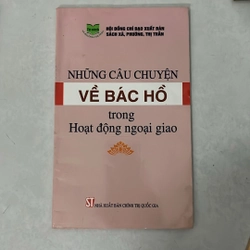 HỘI ĐỒNG CHỈ ĐẠO XUẤT BẢN
SÁCH XÃ, PHƯỜNG, THỊ TRẤN
NHỮNG CÂU CHUYỆN
VỀ BÁC HỒ
trong
Hoạt động ngoại giao
NHÀ XUẤT BẢN CHÍNH TRỊ QUỐC GIA